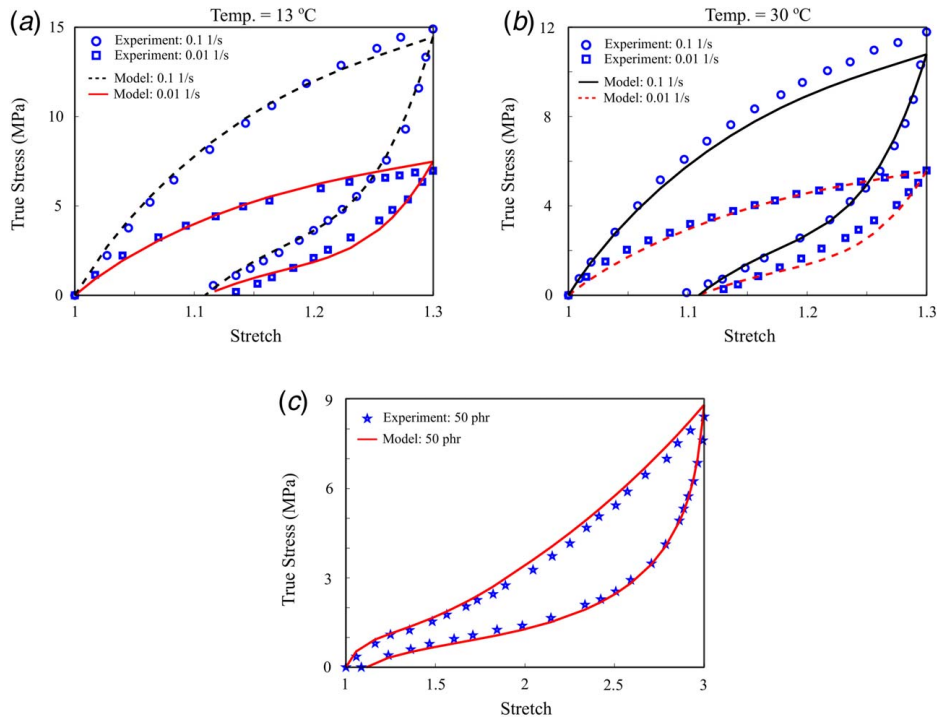 (a)
Temp. = 13 ºC
15
Experiment: 0.1 1/s
Experiment: 0.01 1/s
Model: 0.1 1/s
Model: 0.01 1/s
10
5
0
True Stress (MPa)
1
1.1
1.2
1.3
Stretch
(b)
Temp. = 30 ºC
12
Experiment: 0.1 1/s
Experiment: 0.01 1/s
Model: 0.1 1/s
Model: 0.01 1/s
8
4
0
True Stress (MPa)
1
1.1
1.2
1.3
Stretch
(c)
9
Experiment: 50 phr
Model: 50 phr
6
3
0
True Stress (MPa)
1
1.5
2
2.5
3
Stretch